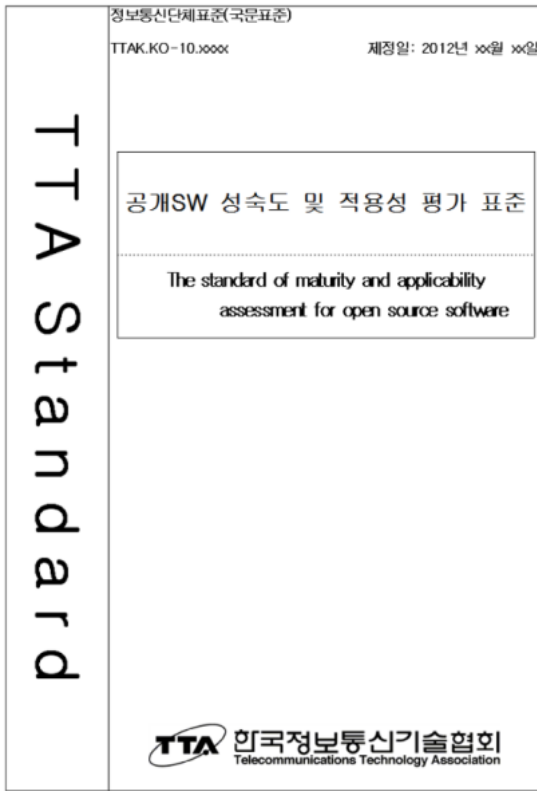 정보통신단체표준(국문표준)
TTAK.KO-10.xxxx 제정일: 2012년 xx월 xx일
TTA Standard
공개SW 성숙도 및 적용성 평가 표준
The standard of maturity and applicability
assessment for open source software
TTA 한국정보통신기술협회
Telecommunications Technology Association